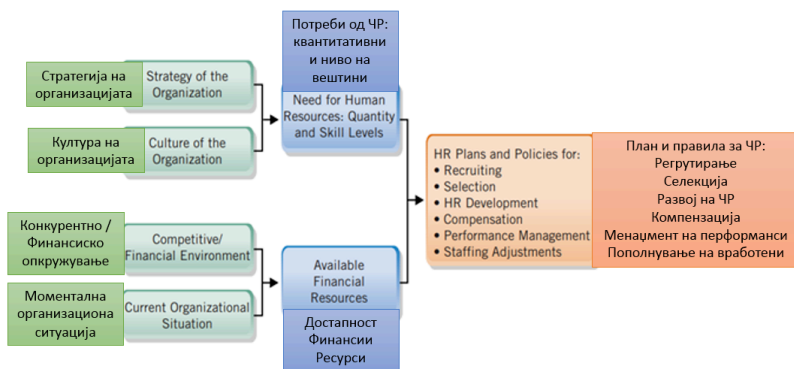 Потреби од ЧР:
квантитативни
и ниво на
вештини
Стратегија на
организацијата
Strategy of the
Organization
Need for Human
Resources: Quantity
and Skill Levels
Култура на
организацијата
Culture of the
Organization
HR Plans and Policies for:
• Recruiting
• Selection
• HR Development
• Compensation
• Performance Management
• Staffing Adjustments
План и правила за ЧР:
Регрутирање
Селекција
Развој на ЧР
Компензација
Менаџмент на перформанси
Пополнување на вработени
Конкурентно /
Финансиско
опкружување
Competitive/
Financial Environment
Available
Financial
Resources
Моментална
организациона
ситуација
Current Organizational
Situation
Достапност
Финансии
Ресурси